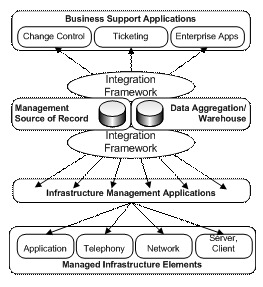 Business Support Applications
Change Control
Ticketing
Enterprise Apps
Integration
Framework
Management
Source of Record
Data Aggregation/
Warehouse
Integration
Framework
Infrastructure Management Applications
Application
Telephony
Network
Server,
Client
Managed Infrastructure Elements